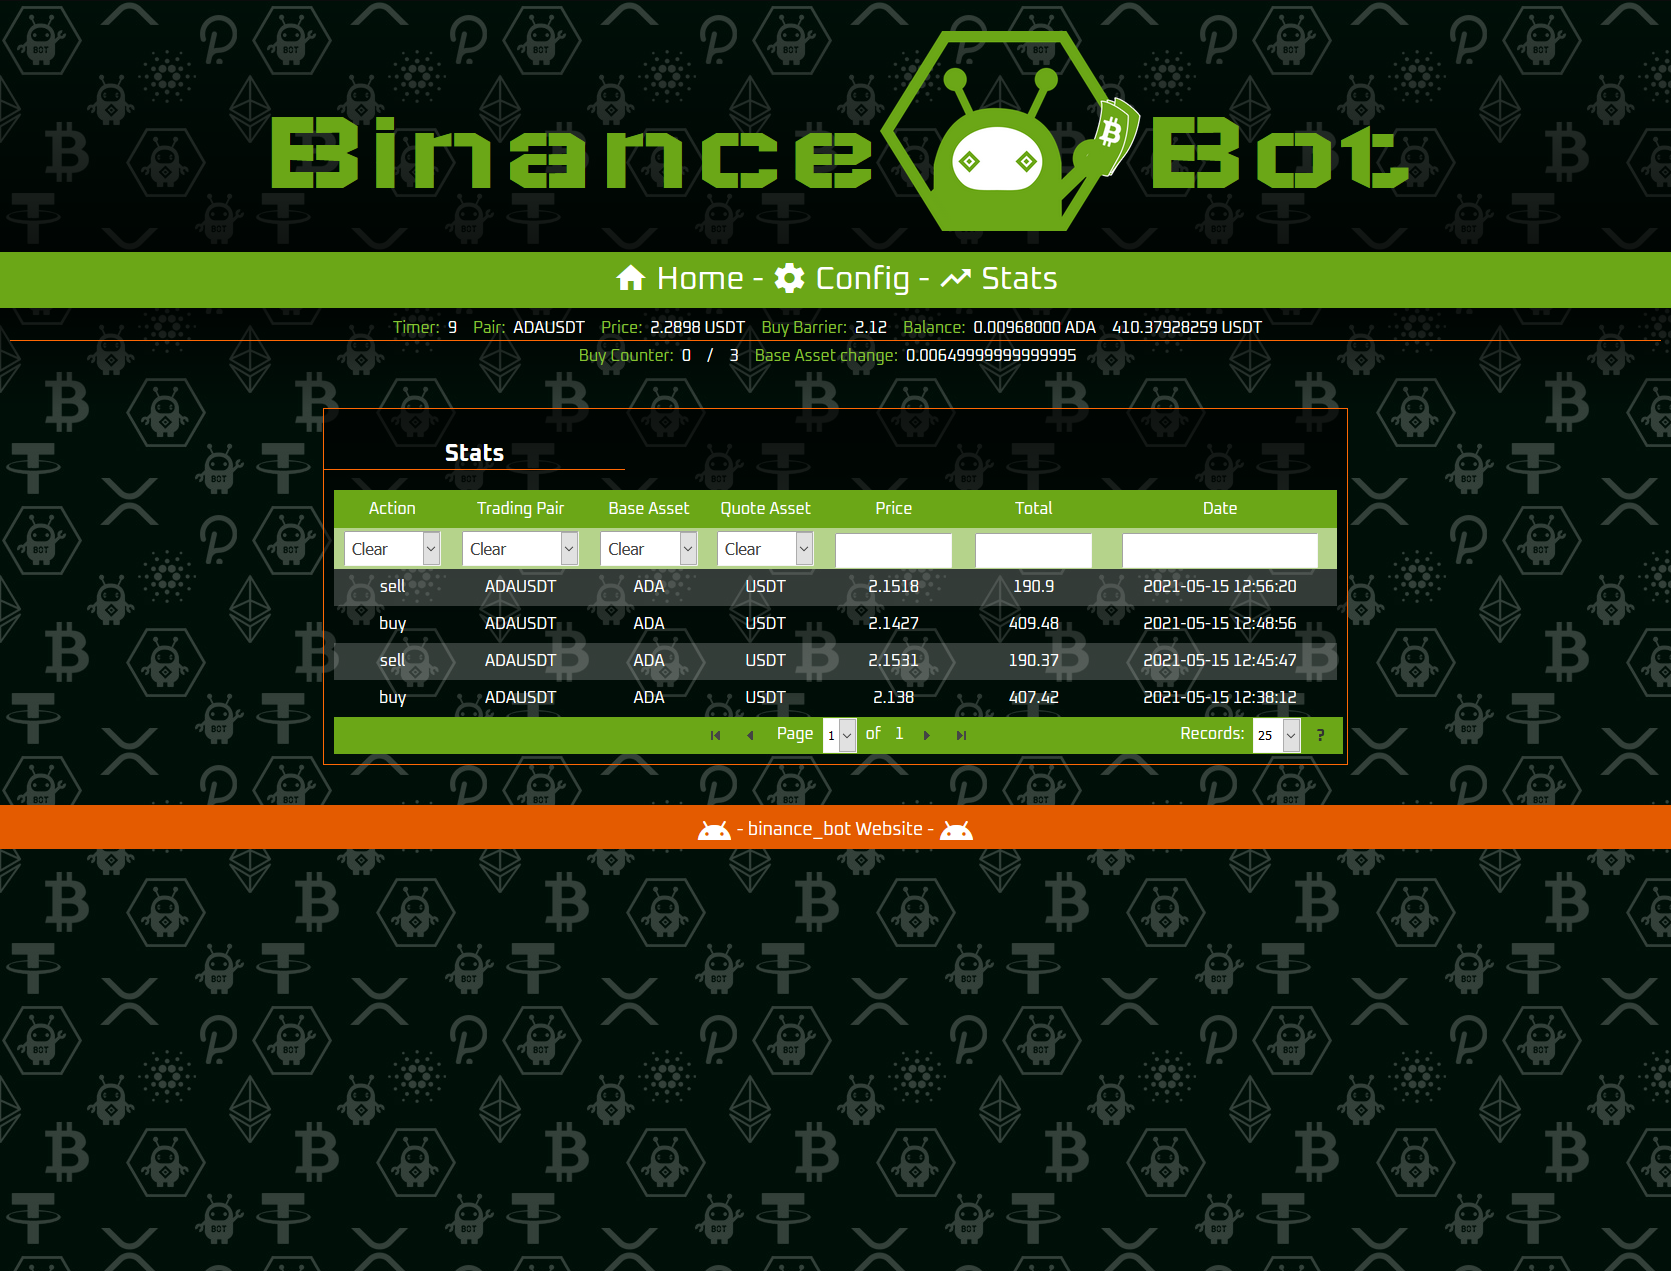 Binance Bot
Home - Config - Stats
Timer: 9 Pair: ADAUSDT Price: 2.2898 USDT Buy Barrier: 2.12 Balance: 0.00968000 ADA 410.37928259 USDT
Buy Counter: 0 / 3 Base Asset change: 0.00649999999999995
Stats
Action Trading Pair Base Asset Quote Asset Price Total Date
Clear Clear Clear Clear
sell ADAUSDT ADA USDT 2.1518 190.9 2021-05-15 12:56:20
buy ADAUSDT ADA USDT 2.1427 409.48 2021-05-15 12:48:56
sell ADAUSDT ADA USDT 2.1531 190.37 2021-05-15 12:45:47
buy ADAUSDT ADA USDT 2.138 407.42 2021-05-15 12:38:12
Page 1 of 1 Records: 25 ?
- binance_bot Website -